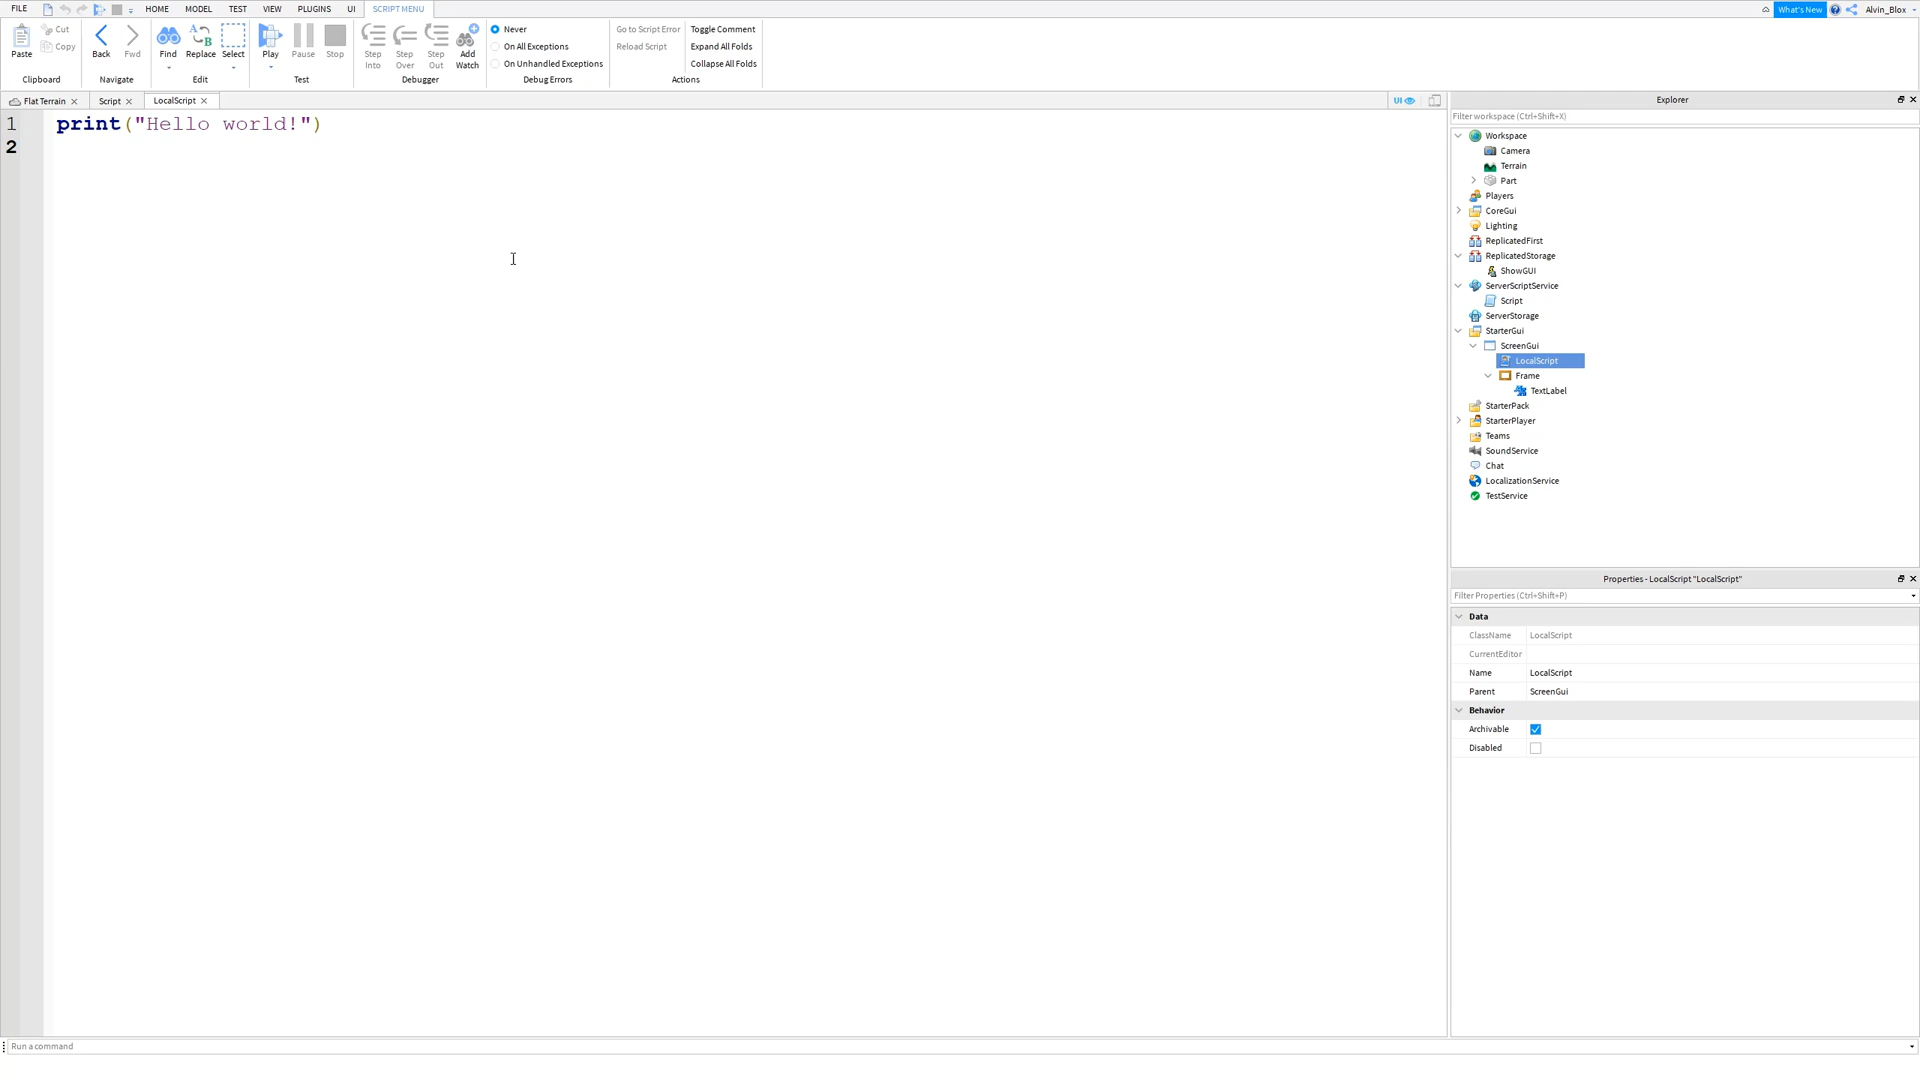 FILE HOME MODEL TEST VIEW PLUGINS UI SCRIPT MENU What's New Alvin_Blox
Paste Cut Copy Back Fwd Find Replace Select Play Pause Stop Step Into Step Over Step Out Add Watch
Never Go to Script Error Toggle Comment
On All Exceptions Reload Script Expand All Folds
On Unhandled Exceptions Collapse All Folds
Clipboard Navigate Edit Test Debugger Debug Errors Actions
Flat Terrain Script LocalScript UI
1 print("Hello world!")
2
Explorer
Filter workspace (Ctrl+Shift+X)
Workspace
Camera
Terrain
Part
Players
CoreGui
Lighting
ReplicatedFirst
ReplicatedStorage
ShowGUI
ServerScriptService
Script
ServerStorage
StarterGui
ScreenGui
LocalScript
Frame
TextLabel
StarterPack
StarterPlayer
Teams
SoundService
Chat
LocalizationService
TestService
Properties - LocalScript "LocalScript"
Filter Properties (Ctrl+Shift+P)
Data
ClassName LocalScript
CurrentEditor
Name LocalScript
Parent ScreenGui
Behavior
Archivable
Disabled
Run a command